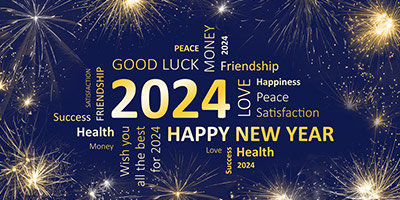 PEACE
MONEY
2024
GOOD LUCK
Friendship
SATISFACTION
FRIENDSHIP
2024
LOVE
Happiness
Peace
Satisfaction
Success
Health
Money
Wish you
all the best
for 2024
HAPPY NEW YEAR
Love
Success
Health
2024